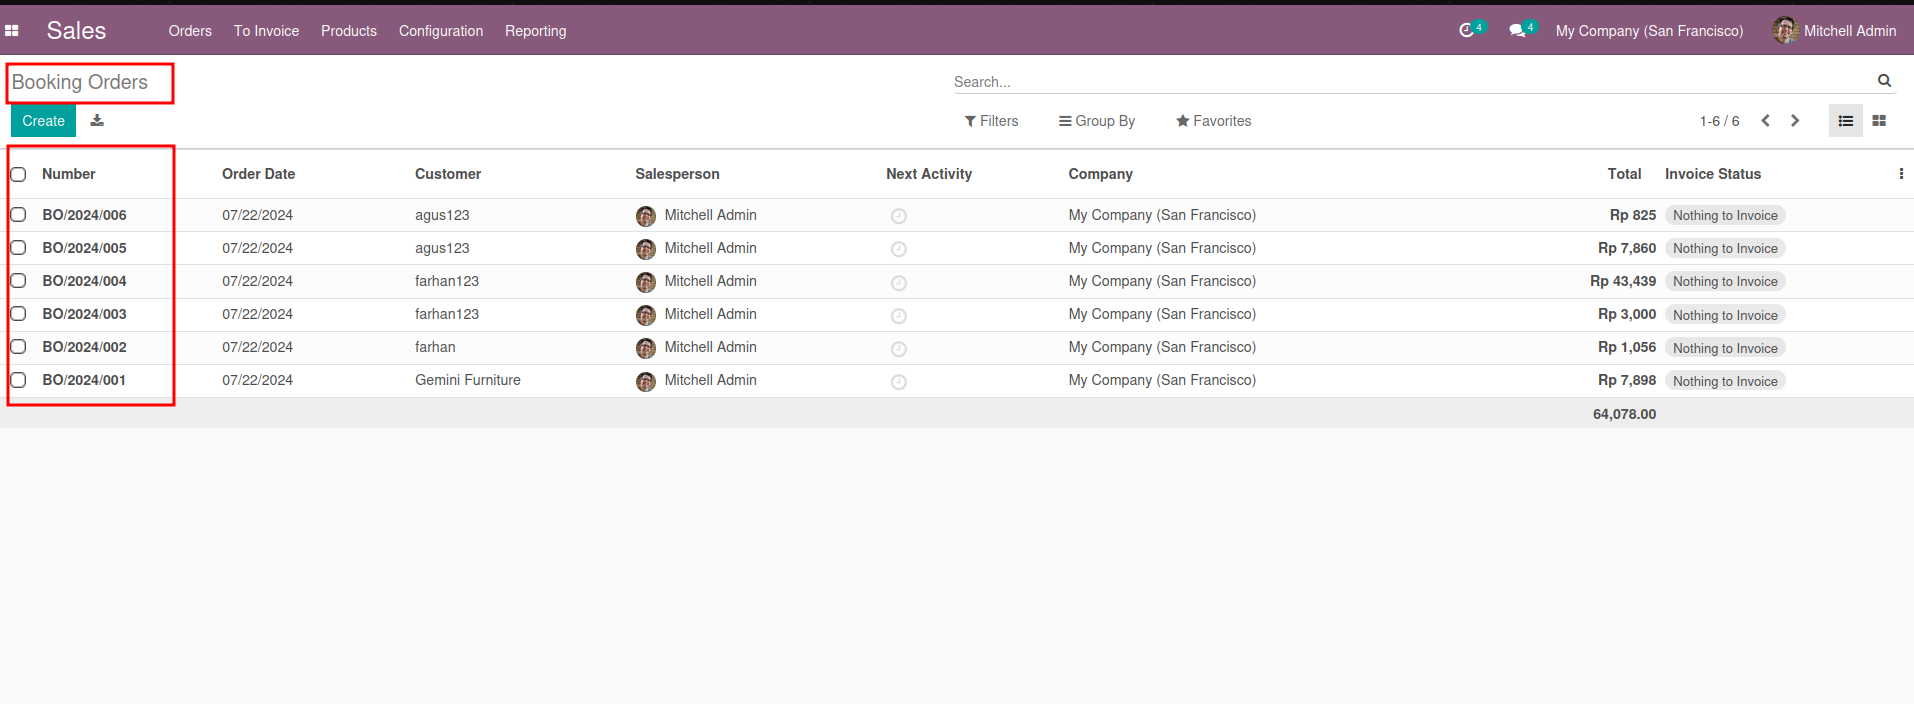 Sales Orders To Invoice Products Configuration Reporting 4 4 My Company (San Francisco) Mitchell Admin
Booking Orders Search...
Create Filters Group By Favorites 1-6 / 6
Number Order Date Customer Salesperson Next Activity Company Total Invoice Status
BO/2024/006 07/22/2024 agus123 Mitchell Admin My Company (San Francisco) Rp 825 Nothing to Invoice
BO/2024/005 07/22/2024 agus123 Mitchell Admin My Company (San Francisco) Rp 7,860 Nothing to Invoice
BO/2024/004 07/22/2024 farhan123 Mitchell Admin My Company (San Francisco) Rp 43,439 Nothing to Invoice
BO/2024/003 07/22/2024 farhan123 Mitchell Admin My Company (San Francisco) Rp 3,000 Nothing to Invoice
BO/2024/002 07/22/2024 farhan Mitchell Admin My Company (San Francisco) Rp 1,056 Nothing to Invoice
BO/2024/001 07/22/2024 Gemini Furniture Mitchell Admin My Company (San Francisco) Rp 7,898 Nothing to Invoice
64,078.00